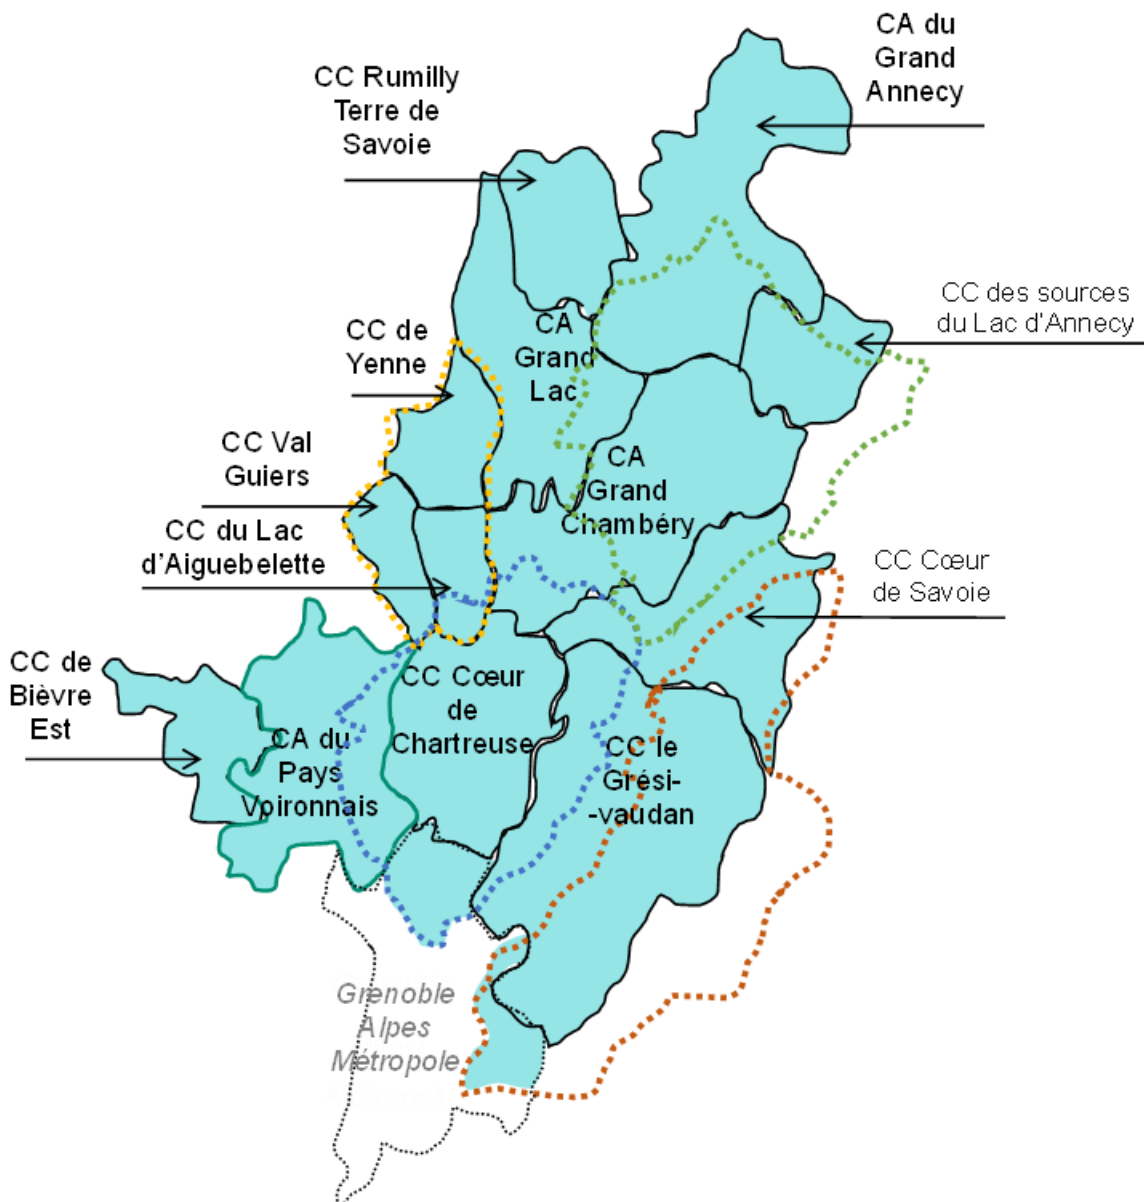 CA du
Grand
Annecy
CC Rumilly
Terre de
Savoie
CC des sources
du Lac d'Annecy
CC de
Yenne
CA
Grand
Lac
CC Val
Guiers
CA
Grand
Chambéry
CC du Lac
d'Aiguebelette
CC Cœur
de Savoie
CC de
Bièvre
Est
CC Cœur
de
Chartreuse
CA du
Pays
Voironnais
CC le
Grési-
-vaudan
Grenoble
Alpes
Métropole